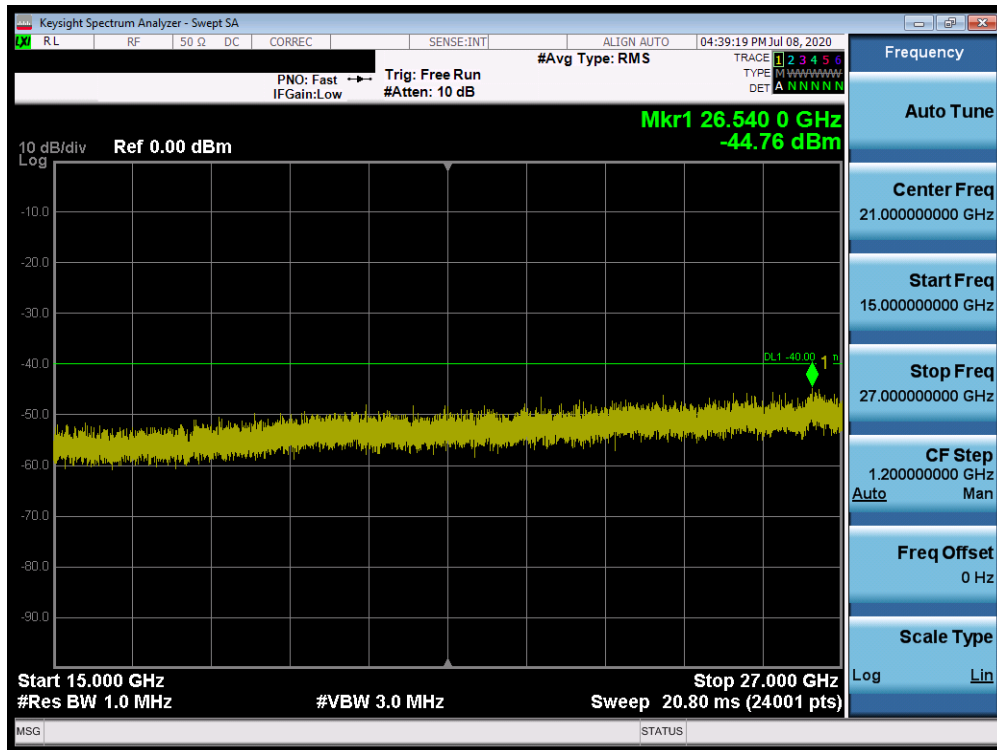 Keysight Spectrum Analyzer - Swept SA
LXI RL RF 50 Ω DC CORREC SENSE:INT ALIGN AUTO 04:39:19 PM Jul 08, 2020
#Avg Type: RMS TRACE 1 2 3 4 5 6
PNO: Fast Trig: Free Run TYPE M WWWWW
IFGain:Low #Atten: 10 dB DET A N N N N N
Mkr1 26.540 0 GHz
10 dB/div Ref 0.00 dBm -44.76 dBm
Log
-10.0
-20.0
-30.0
DL1 -40.00 1
-40.0
-50.0
-60.0
-70.0
-80.0
-90.0
Start 15.000 GHz Stop 27.000 GHz
#Res BW 1.0 MHz #VBW 3.0 MHz Sweep 20.80 ms (24001 pts)
MSG STATUS
Frequency
Auto Tune
Center Freq
21.000000000 GHz
Start Freq
15.000000000 GHz
Stop Freq
27.000000000 GHz
CF Step
1.200000000 GHz
Auto Man
Freq Offset
0 Hz
Scale Type
Log Lin